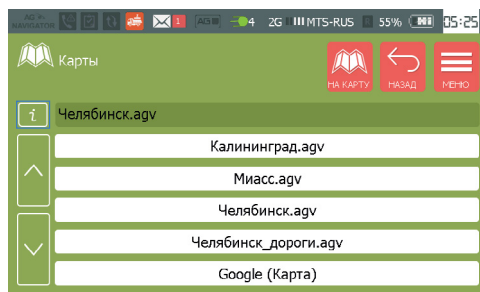 AG
NAVIGATOR
1 AG 4 2G MTS-RUS 55% 05:25
Карты
НА КАРТУ НАЗАД МЕНЮ
i Челябинск.agv
Калининград.agv
Миасс.agv
Челябинск.agv
Челябинск_дороги.agv
Google (Карта)